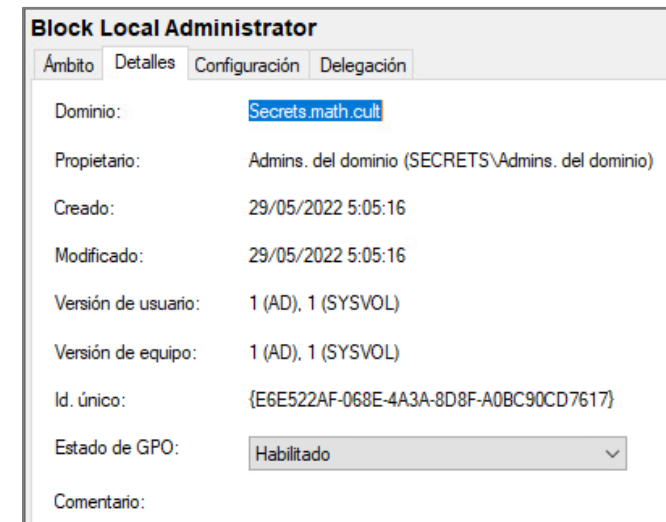 Block Local Administrator
Ámbito Detalles Configuración Delegación
Dominio: Secrets.math.cult
Propietario: Admins. del dominio (SECRETS\Admins. del dominio)
Creado: 29/05/2022 5:05:16
Modificado: 29/05/2022 5:05:16
Versión de usuario: 1 (AD), 1 (SYSVOL)
Versión de equipo: 1 (AD), 1 (SYSVOL)
Id. único: {E6E522AF-068E-4A3A-8D8F-A0BC90CD7617}
Estado de GPO: Habilitado
Comentario: